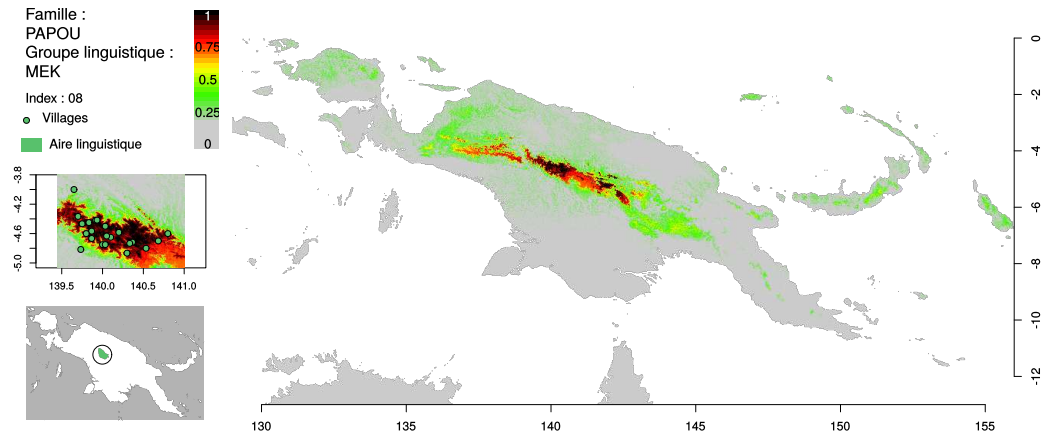 Famille :
PAPOU
Groupe linguistique :
MEK
Index : 08
Villages
Aire linguistique
1
0.75
0.5
0.25
0
-3.8
-4.2
-4.6
-5.0
139.5 140.0 140.5 141.0
0
-2
-4
-6
-8
-10
-12
130 135 140 145 150 155